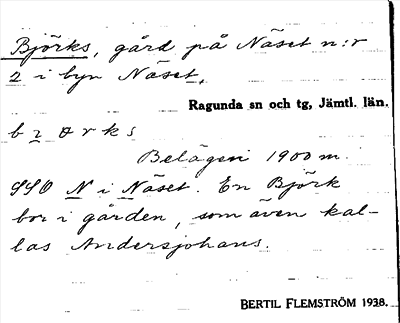 Björks, gård på Näset n:r
2 i byn Näset,
Ragunda sn och tg, Jämtl. län.
Belägen 1900 m.
SSO N i Näset. En Björk
bor i gården, som även kal-
las Andersjohans.
BERTIL FLEMSTRÖM 1938.